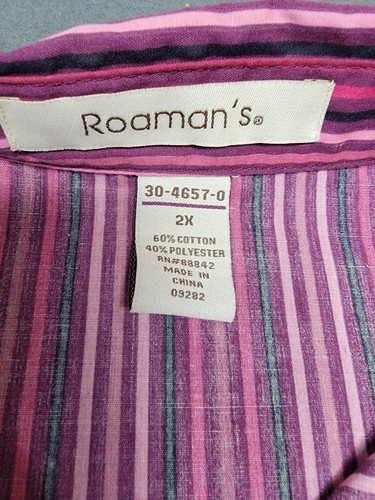 Roaman's®
30-4657-0
2X
60% COTTON
40% POLYESTER
RN#88842
MADE IN
CHINA
09282